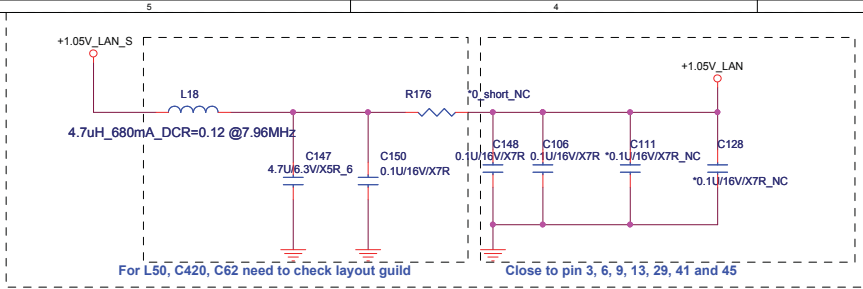 5
4
+1.05V_LAN_S
+1.05V_LAN
L18
R176
*0_short_NC
4.7uH_680mA_DCR=0.12 @7.96MHz
C147
4.7U/6.3V/X5R_6
C150
0.1U/16V/X7R
C148
0.1U/16V/X7R
C106
0.1U/16V/X7R
C111
*0.1U/16V/X7R_NC
C128
*0.1U/16V/X7R_NC
For L50, C420, C62 need to check layout guild
Close to pin 3, 6, 9, 13, 29, 41 and 45